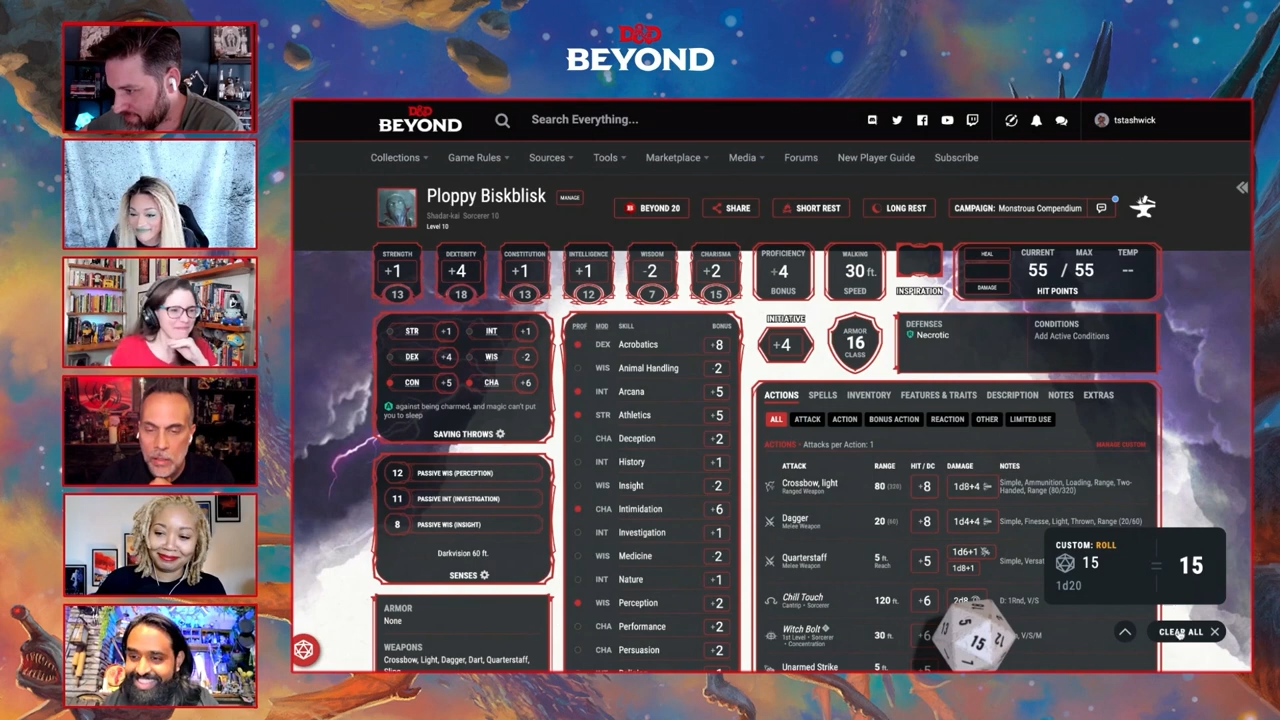 D&D
BEYOND
D&D
BEYOND
Search Everything...
tstashwick
Collections
Game Rules
Sources
Tools
Marketplace
Media
Forums
New Player Guide
Subscribe
Ploppy Biskblisk
MANAGE
Shadar-kai Sorcerer 10
Level 10
BEYOND 20
SHARE
SHORT REST
LONG REST
CAMPAIGN: Monstrous Compendium
STRENGTH
+1
13
DEXTERITY
+4
18
CONSTITUTION
+1
13
INTELLIGENCE
+1
12
WISDOM
-2
7
CHARISMA
+2
15
PROFICIENCY
+4
BONUS
WALKING
30 ft.
SPEED
INSPIRATION
HEAL
DAMAGE
CURRENT
MAX
TEMP
55 / 55
--
HIT POINTS
STR +1
INT +1
DEX +4
WIS -2
CON +5
CHA +6
against being charmed, and magic can't put
you to sleep
SAVING THROWS
12 PASSIVE WIS (PERCEPTION)
11 PASSIVE INT (INVESTIGATION)
8 PASSIVE WIS (INSIGHT)
Darkvision 60 ft.
SENSES
ARMOR
None
WEAPONS
Crossbow, Light, Dagger, Dart, Quarterstaff,
PROF MOD SKILL BONUS
DEX Acrobatics +8
WIS Animal Handling -2
INT Arcana +5
STR Athletics +5
CHA Deception +2
INT History +1
WIS Insight -2
CHA Intimidation +6
INT Investigation +1
WIS Medicine -2
INT Nature +1
WIS Perception +2
CHA Performance +2
CHA Persuasion +2
INITIATIVE
+4
ARMOR
16
CLASS
DEFENSES
Necrotic
CONDITIONS
Add Active Conditions
ACTIONS
SPELLS
INVENTORY
FEATURES & TRAITS
DESCRIPTION
NOTES
EXTRAS
ALL
ATTACK
ACTION
BONUS ACTION
REACTION
OTHER
LIMITED USE
ACTIONS · Attacks per Action: 1
MANAGE CUSTOM
ATTACK RANGE HIT / DC DAMAGE NOTES
Crossbow, light
Ranged Weapon
80 (320)
+8
1d8+4
Simple, Ammunition, Loading, Range, Two-
Handed, Range (80/320)
Dagger
Melee Weapon
20 (60)
+8
1d4+4
Simple, Finesse, Light, Thrown, Range (20/60)
Quarterstaff
Melee Weapon
5 ft.
Reach
+5
1d6+1
1d8+1
Simple,
Chill Touch
Cantrip • Sorcerer
120 ft.
+6
2d8
D: 1Rnd, V/S
Witch Bolt
1st Level • Sorcerer
• Concentration
30 ft.
+6
V/S/M
Unarmed Strike
5 ft.
CUSTOM: ROLL
15
1d20
=
15
CLEAR ALL
5
12
15
1